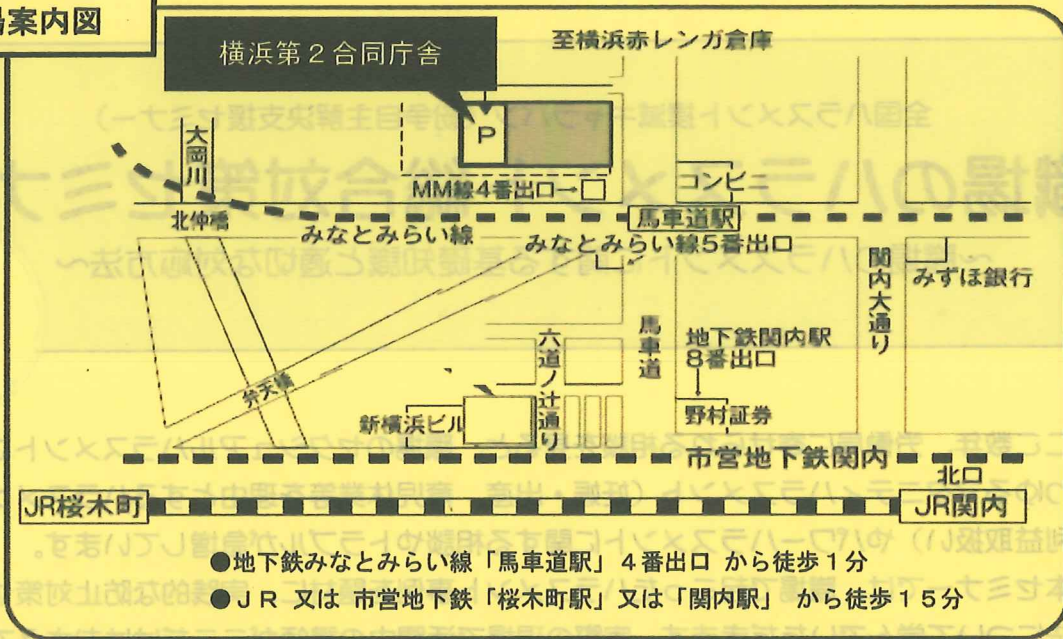 場案内図
横浜第2合同庁舎
至横浜赤レンガ倉庫
P
大岡川
MM線4番出口→
コンビニ
北仲橋
馬車道駅
みなとみらい線
みなとみらい線5番出口
関内大通り
みずほ銀行
馬車道
六道ノ辻通り
地下鉄関内駅
8番出口
弁天橋
新横浜ビル
野村証券
市営地下鉄関内
北口
JR桜木町
JR関内
●地下鉄みなとみらい線「馬車道駅」4番出口 から徒歩1分
●JR 又は 市営地下鉄「桜木町駅」又は「関内駅」 から徒歩15分